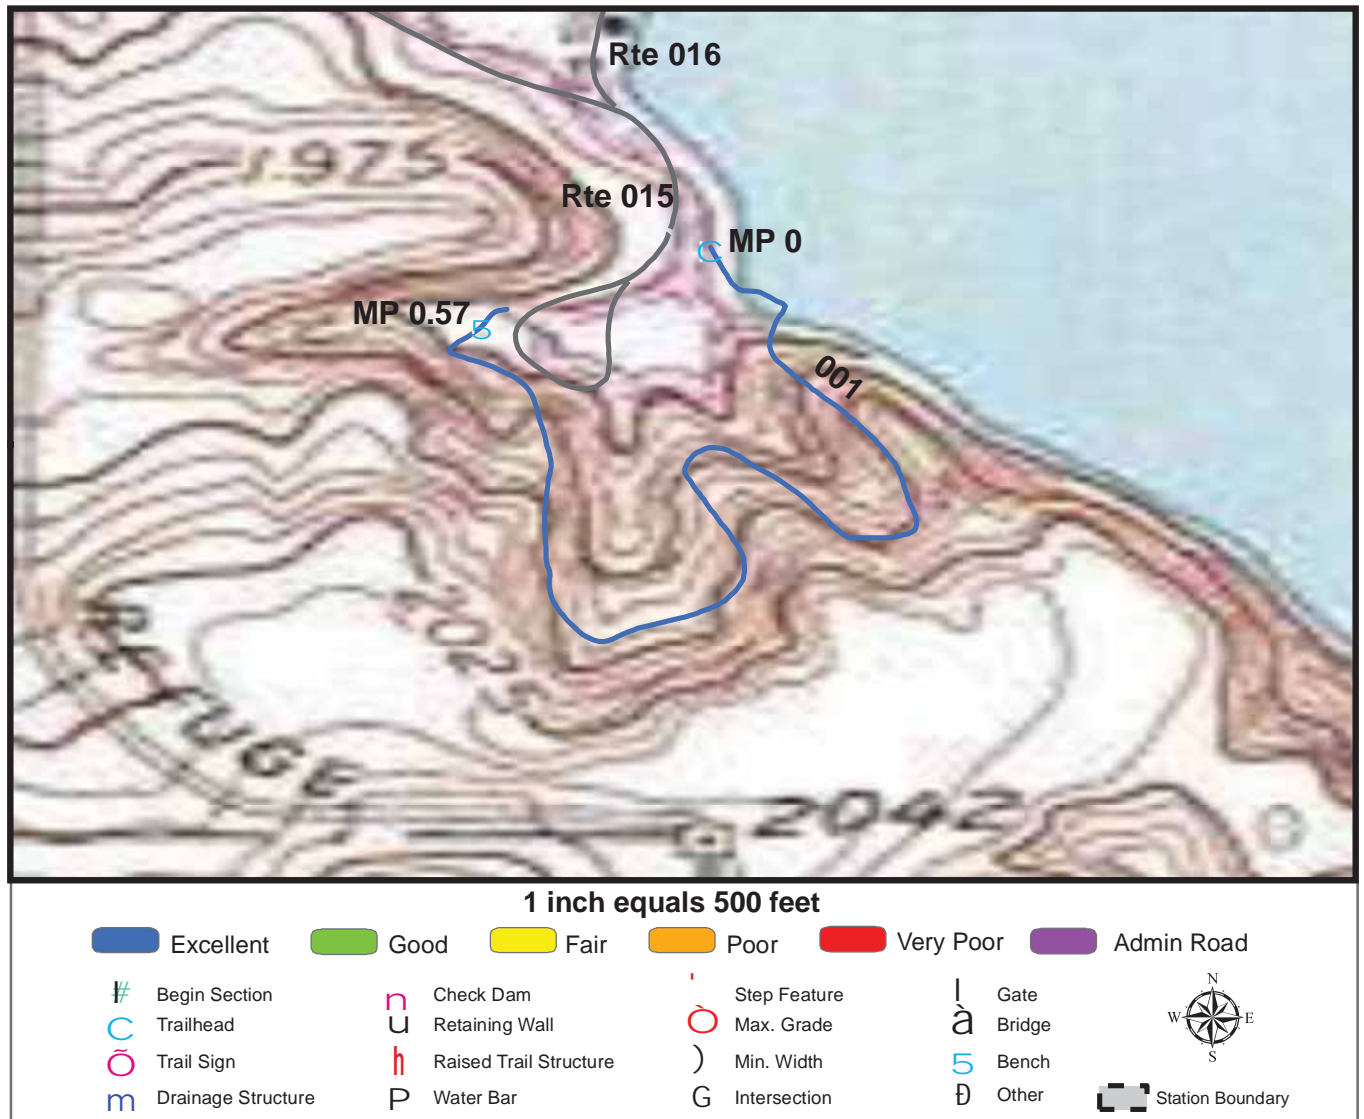 Rte 016
1975
Rte 015
MP 0
C
MP 0.57
5
001
2025
REFUGE
2042
1 inch equals 500 feet
Excellent Good Fair Poor Very Poor Admin Road
# Begin Section n Check Dam ' Step Feature | Gate
C Trailhead u Retaining Wall Ò Max. Grade à Bridge
Õ Trail Sign h Raised Trail Structure ) Min. Width 5 Bench
m Drainage Structure P Water Bar G Intersection Đ Other Station Boundary
N
W E
S